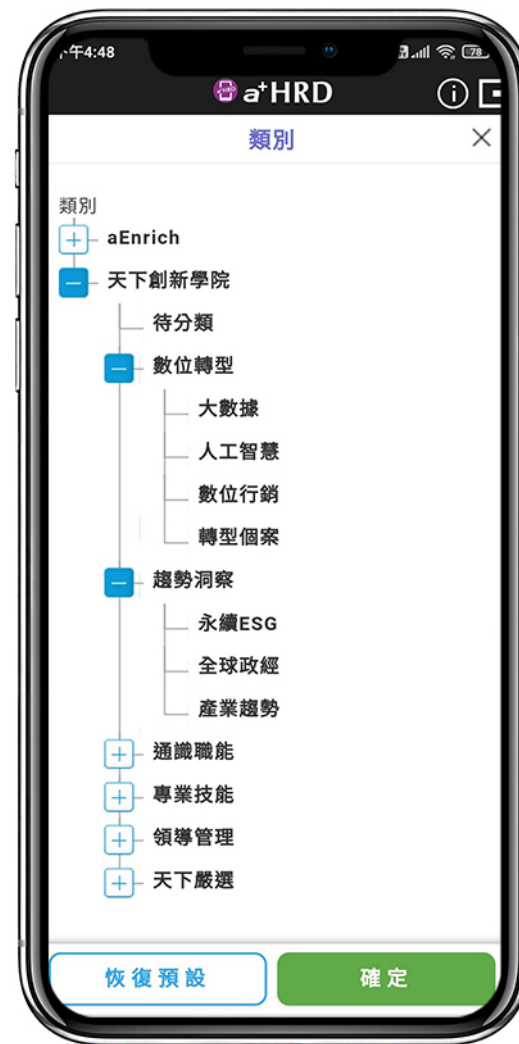 下午4:48
78
a+HRD
類別
類別
aEnrich
天下創新學院
待分類
數位轉型
大數據
人工智慧
數位行銷
轉型個案
趨勢洞察
永續ESG
全球政經
產業趨勢
通識職能
專業技能
領導管理
天下嚴選
恢復預設
確定